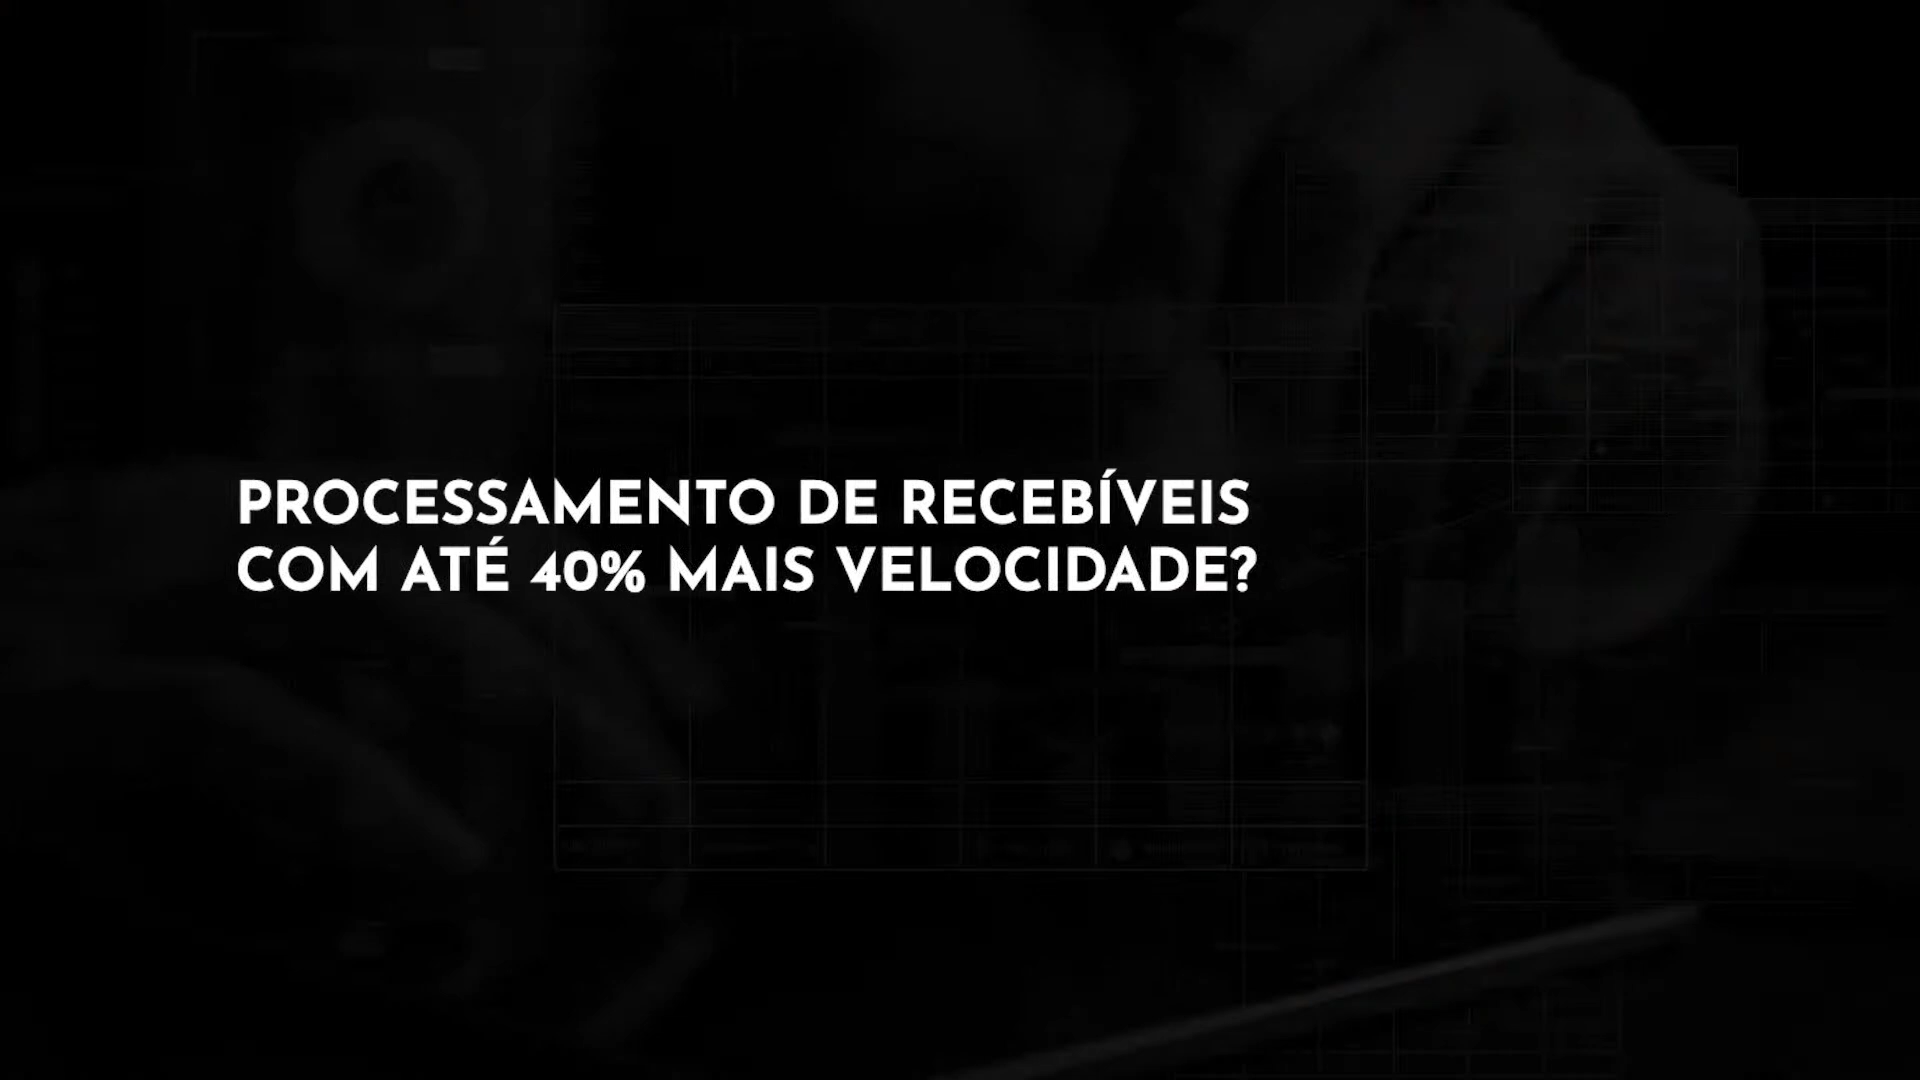 PROCESSAMENTO DE RECEBÍVEIS
COM ATÉ 40% MAIS VELOCIDADE?